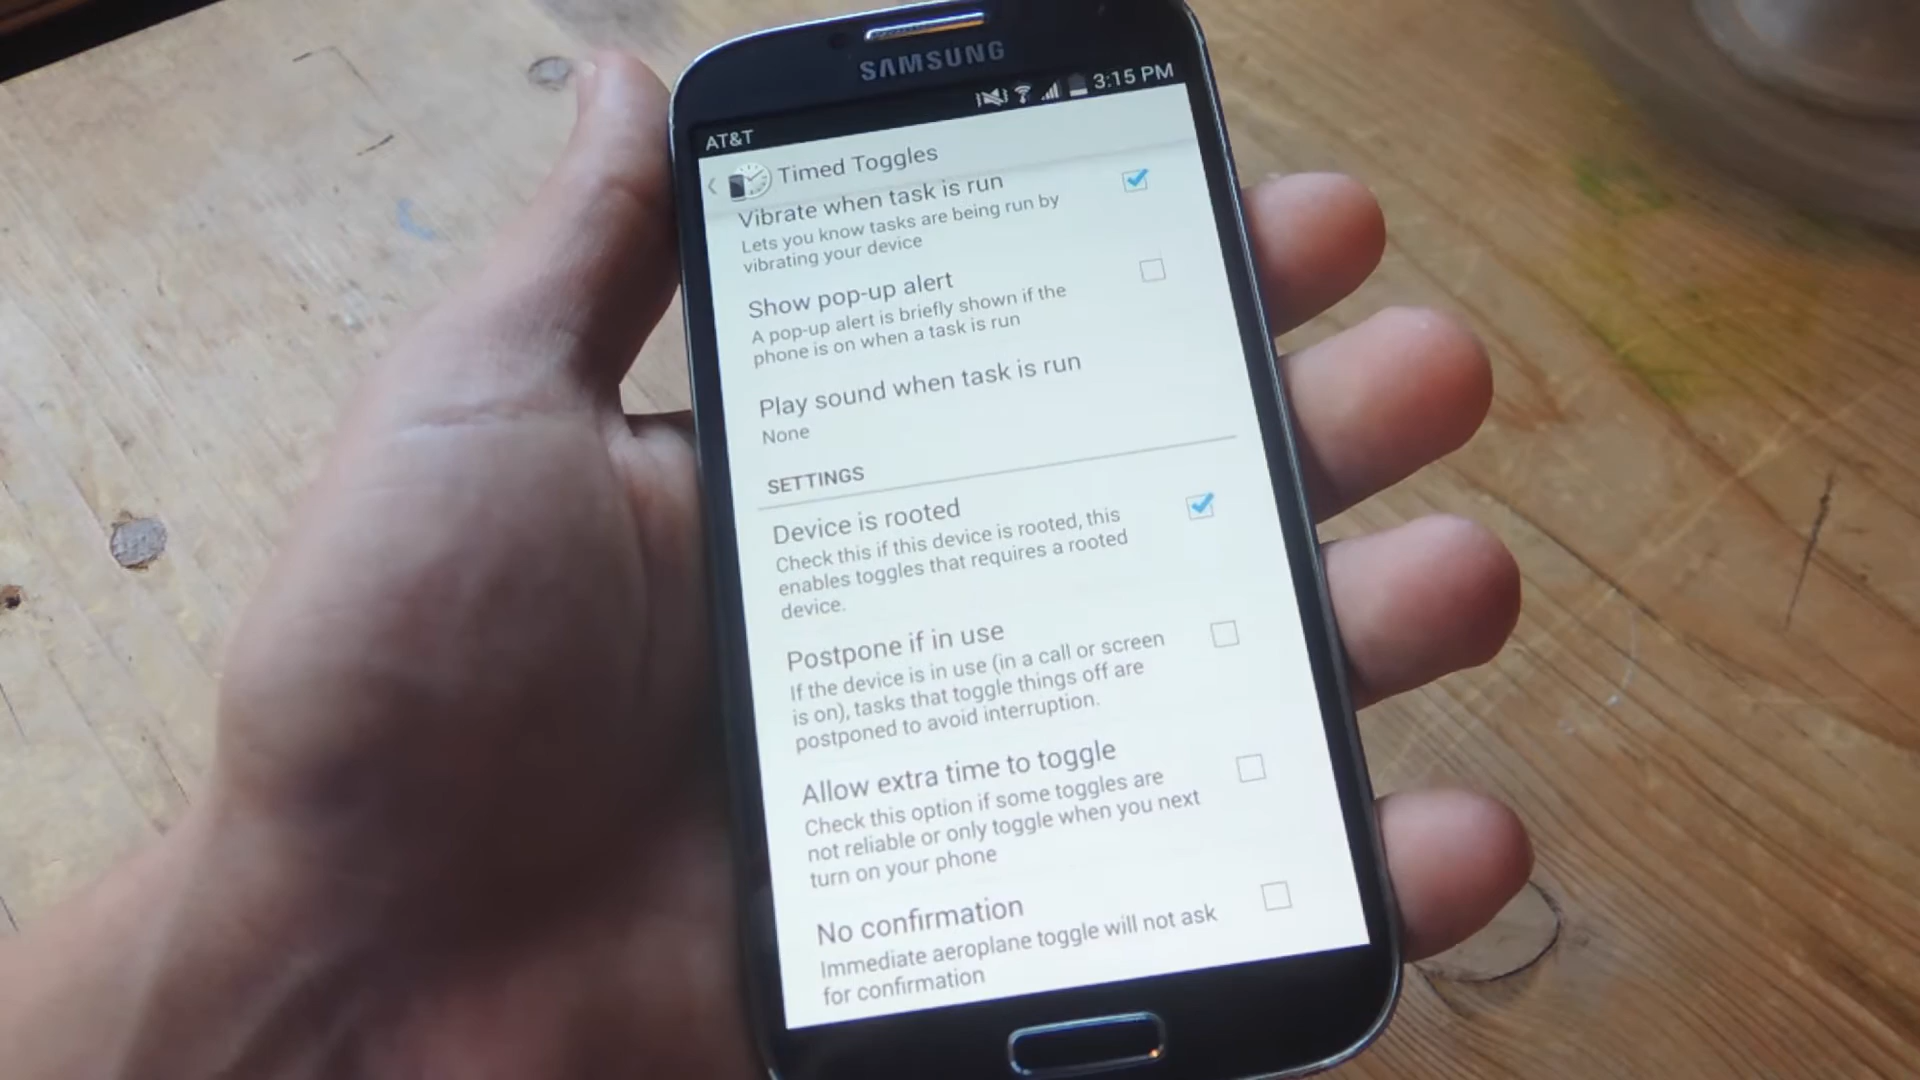 SAMSUNG
3:15 PM
AT&T
Timed Toggles
Vibrate when task is run
Lets you know tasks are being run by
vibrating your device
Show pop-up alert
A pop-up alert is briefly shown if the
phone is on when a task is run
Play sound when task is run
None
SETTINGS
Device is rooted
Check this if this device is rooted, this
enables toggles that requires a rooted
device.
Postpone if in use
If the device is in use (in a call or screen
is on), tasks that toggle things off are
postponed to avoid interruption.
Allow extra time to toggle
Check this option if some toggles are
not reliable or only toggle when you next
turn on your phone
No confirmation
Immediate aeroplane toggle will not ask
for confirmation